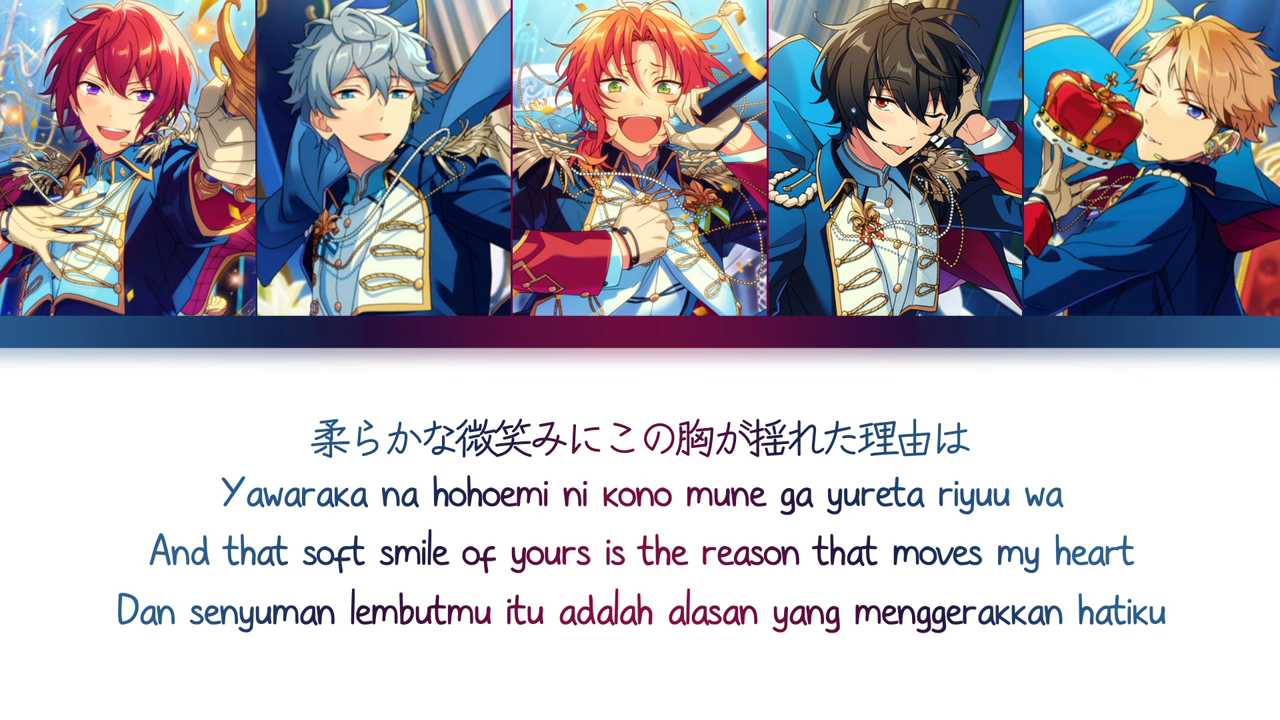 柔らかな微笑みにこの胸が揺れた理由は
Yawaraka na hohoemi ni kono mune ga yureta riyuu wa
And that soft smile of yours is the reason that moves my heart
Dan senyuman lembutmu itu adalah alasan yang menggerakkan hatiku